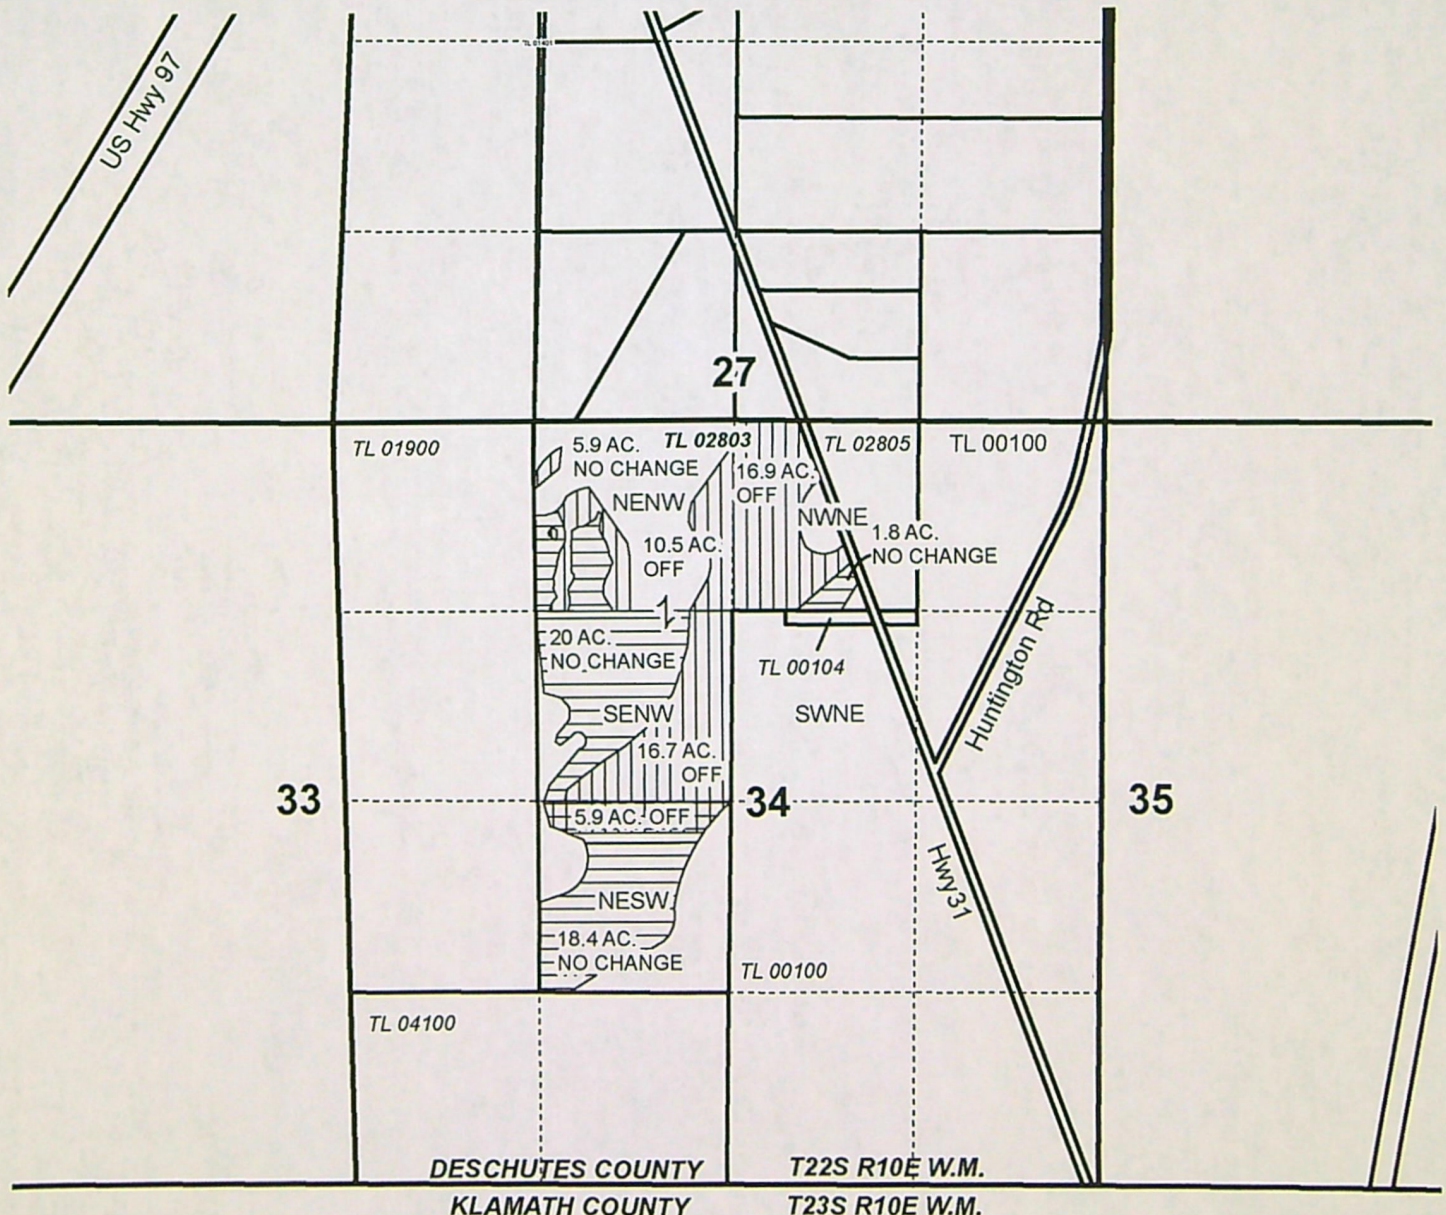 US Hwy 97
27
TL 01900
5.9 AC.
NO CHANGE
TL 02803
TL 02805
TL 00100
16.9 AC.
OFF
NENW
NWNE
10.5 AC.
OFF
1.8 AC.
NO CHANGE
20 AC.
NO CHANGE
TL 00104
SENW
SWNE
Huntington Rd
16.7 AC.
OFF
33
5.9 AC. OFF
34
35
Hwy31
NESW
18.4 AC.
NO CHANGE
TL 00100
TL 04100
DESCHUTES COUNTY
T22S R10E W.M.
KLAMATH COUNTY
T23S R10E W.M.